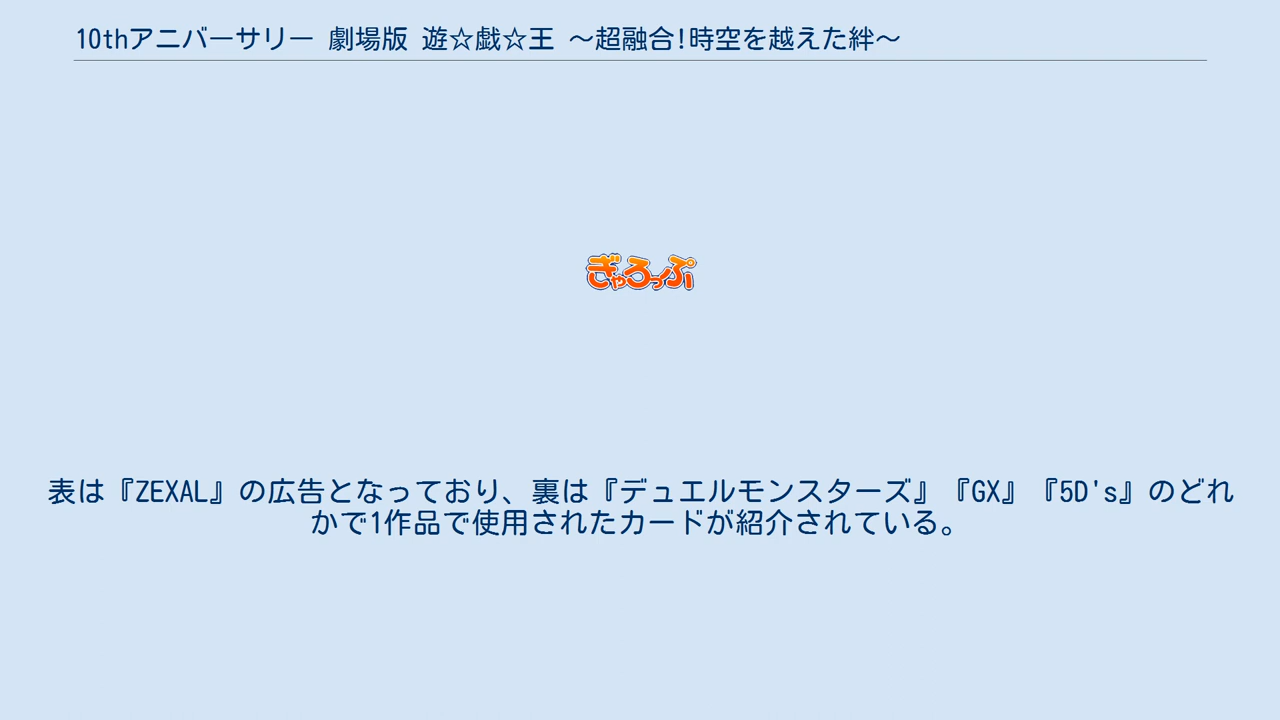 10thアニバーサリー 劇場版 遊☆戯☆王 ～超融合!時空を越えた絆～
ぎゃろっぷ
表は『ZEXAL』の広告となっており、裏は『デュエルモンスターズ』『GX』『5D's』のどれ
かで1作品で使用されたカードが紹介されている。